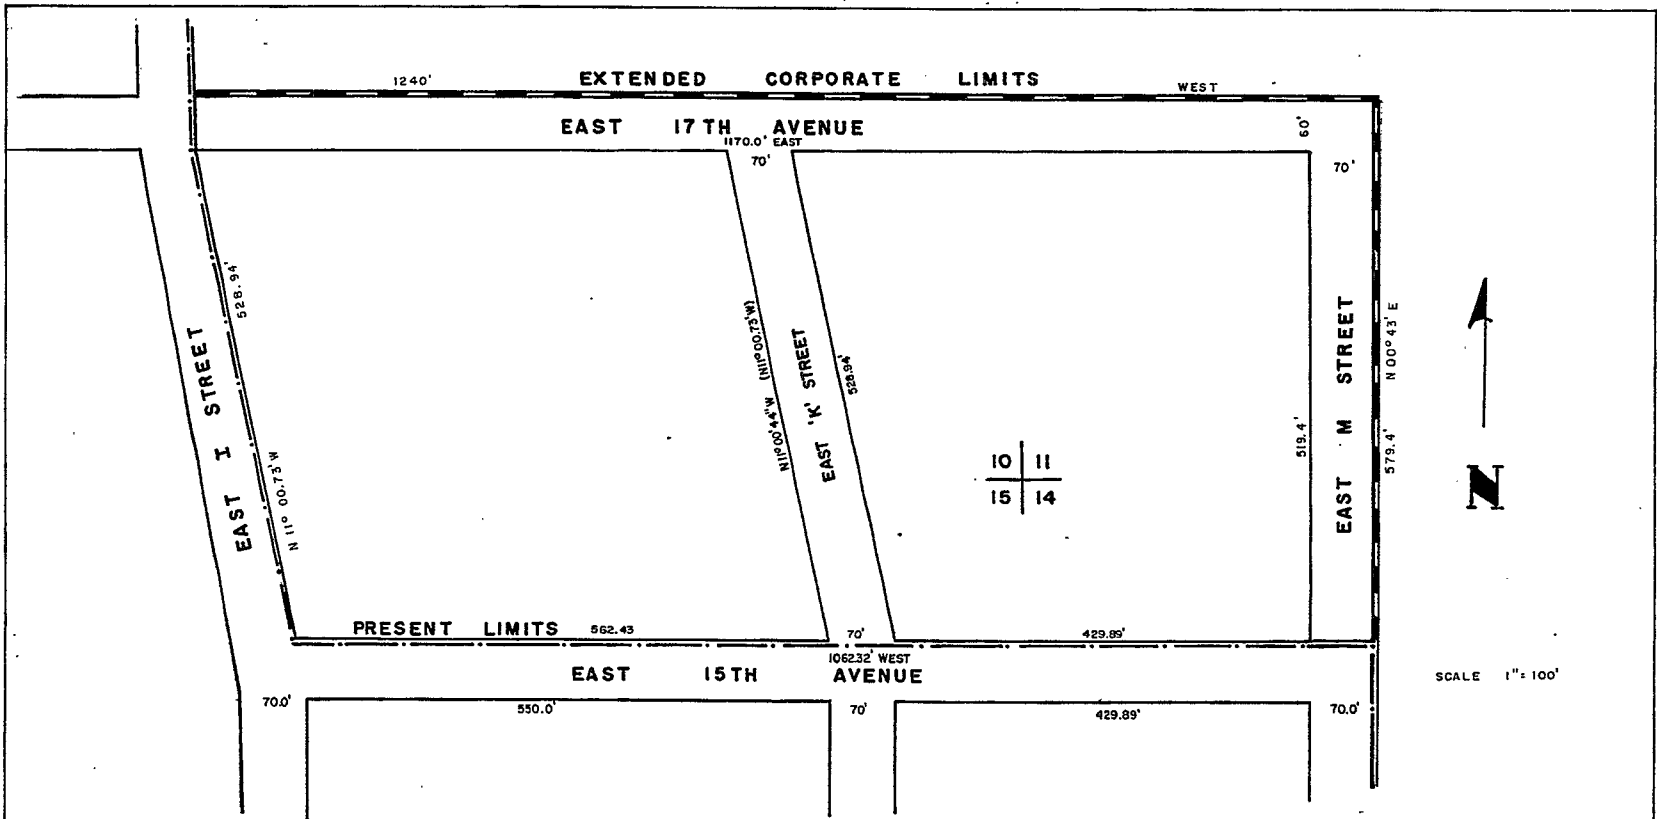 1240' EXTENDED CORPORATE LIMITS WEST
EAST 17TH AVENUE
60'
1170.0' EAST
70'
70'
528.94'
EAST I STREET
N 11° 00.73' W
(N11°00.73'W)
N11°00'44"W
EAST 'K' STREET
528.94'
10 11
15 14
519.4'
EAST M STREET
N 00° 43' E
579.4'
N
PRESENT LIMITS 562.43
70'
429.89'
1062.32' WEST
EAST 15TH AVENUE
SCALE 1"=100'
70.0'
550.0'
70'
429.89'
70.0'